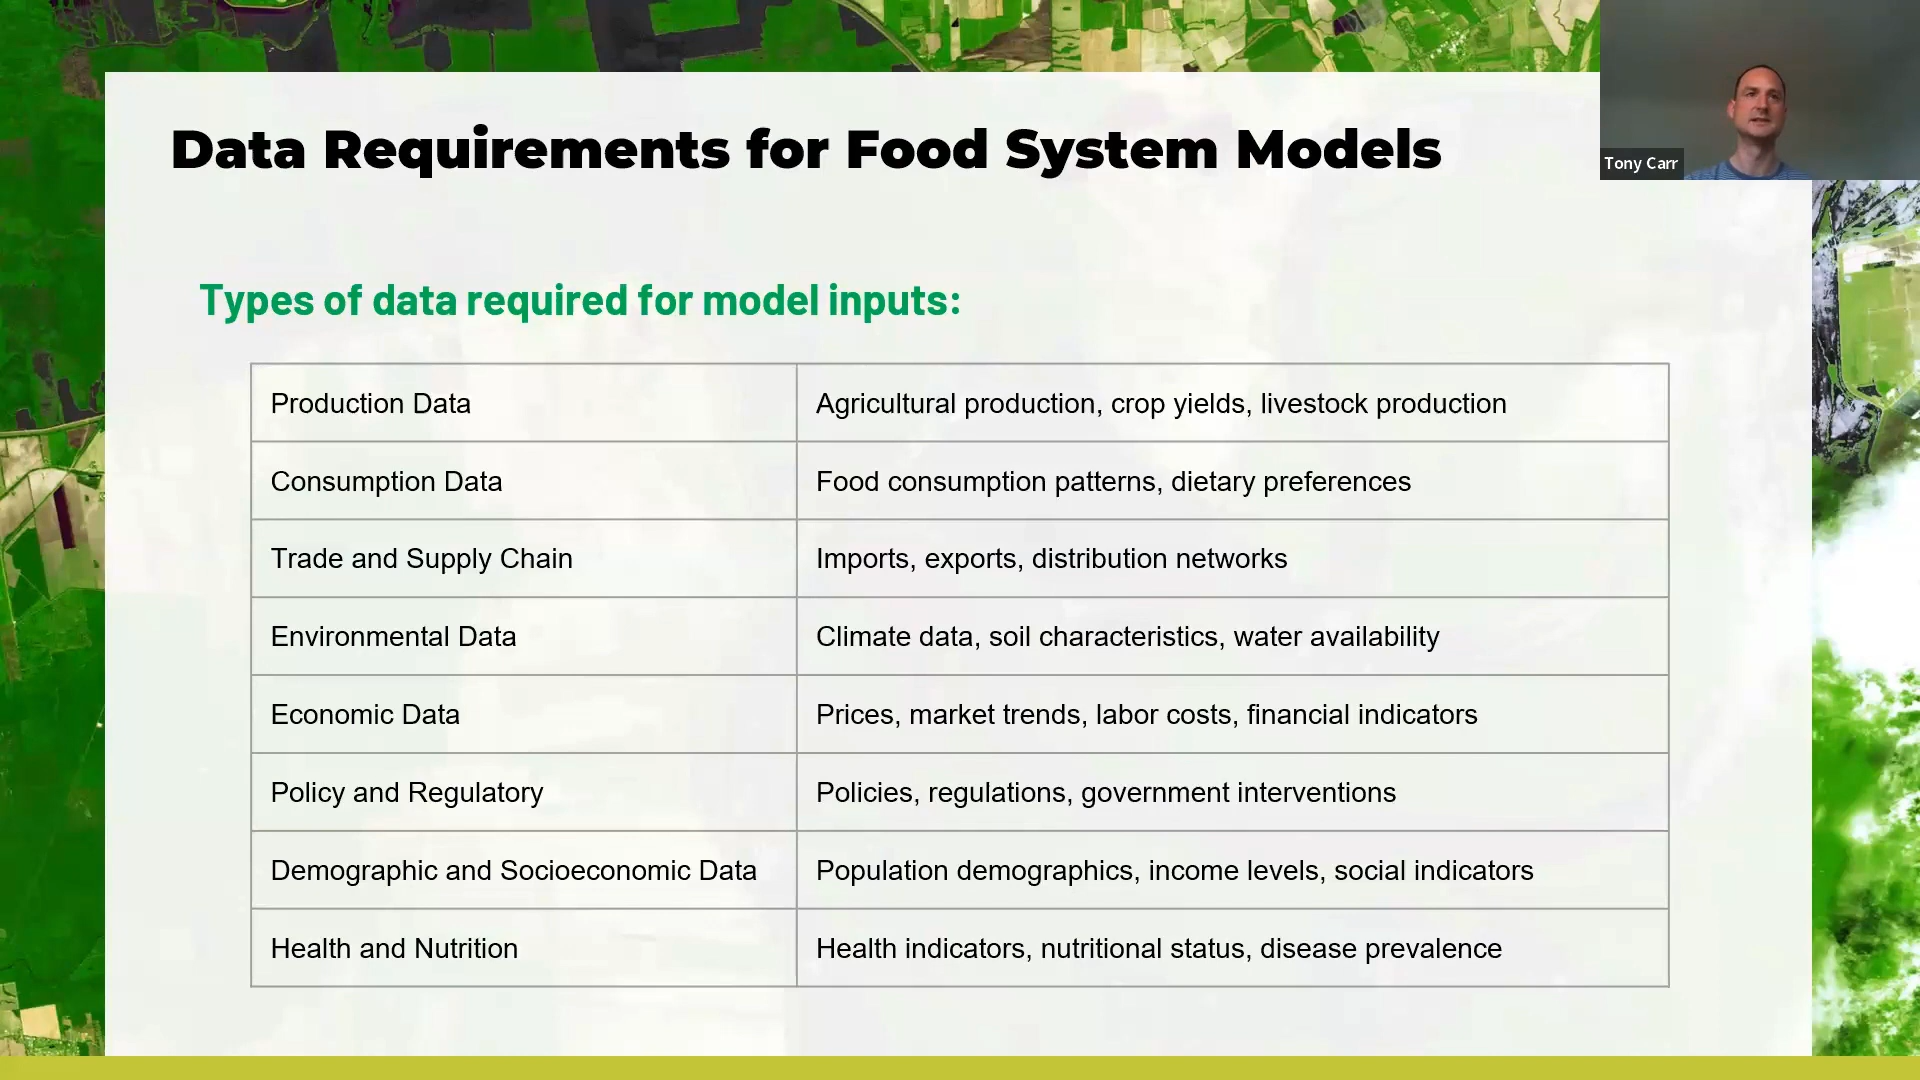 Data Requirements for Food System Models
Tony Carr
Types of data required for model inputs:
Production Data
Agricultural production, crop yields, livestock production
Consumption Data
Food consumption patterns, dietary preferences
Trade and Supply Chain
Imports, exports, distribution networks
Environmental Data
Climate data, soil characteristics, water availability
Economic Data
Prices, market trends, labor costs, financial indicators
Policy and Regulatory
Policies, regulations, government interventions
Demographic and Socioeconomic Data
Population demographics, income levels, social indicators
Health and Nutrition
Health indicators, nutritional status, disease prevalence